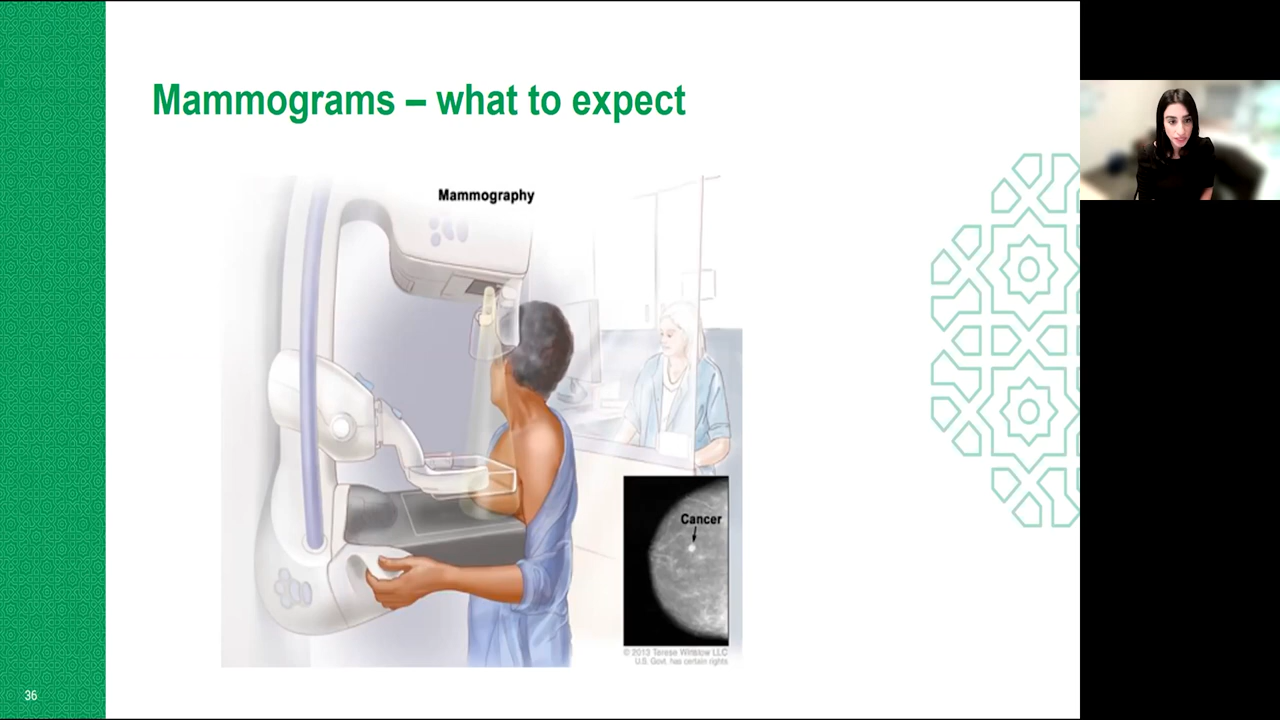 Mammograms – what to expect
Mammography
Cancer
© 2013 Terese Winslow LLC
U.S. Govt. has certain rights
36